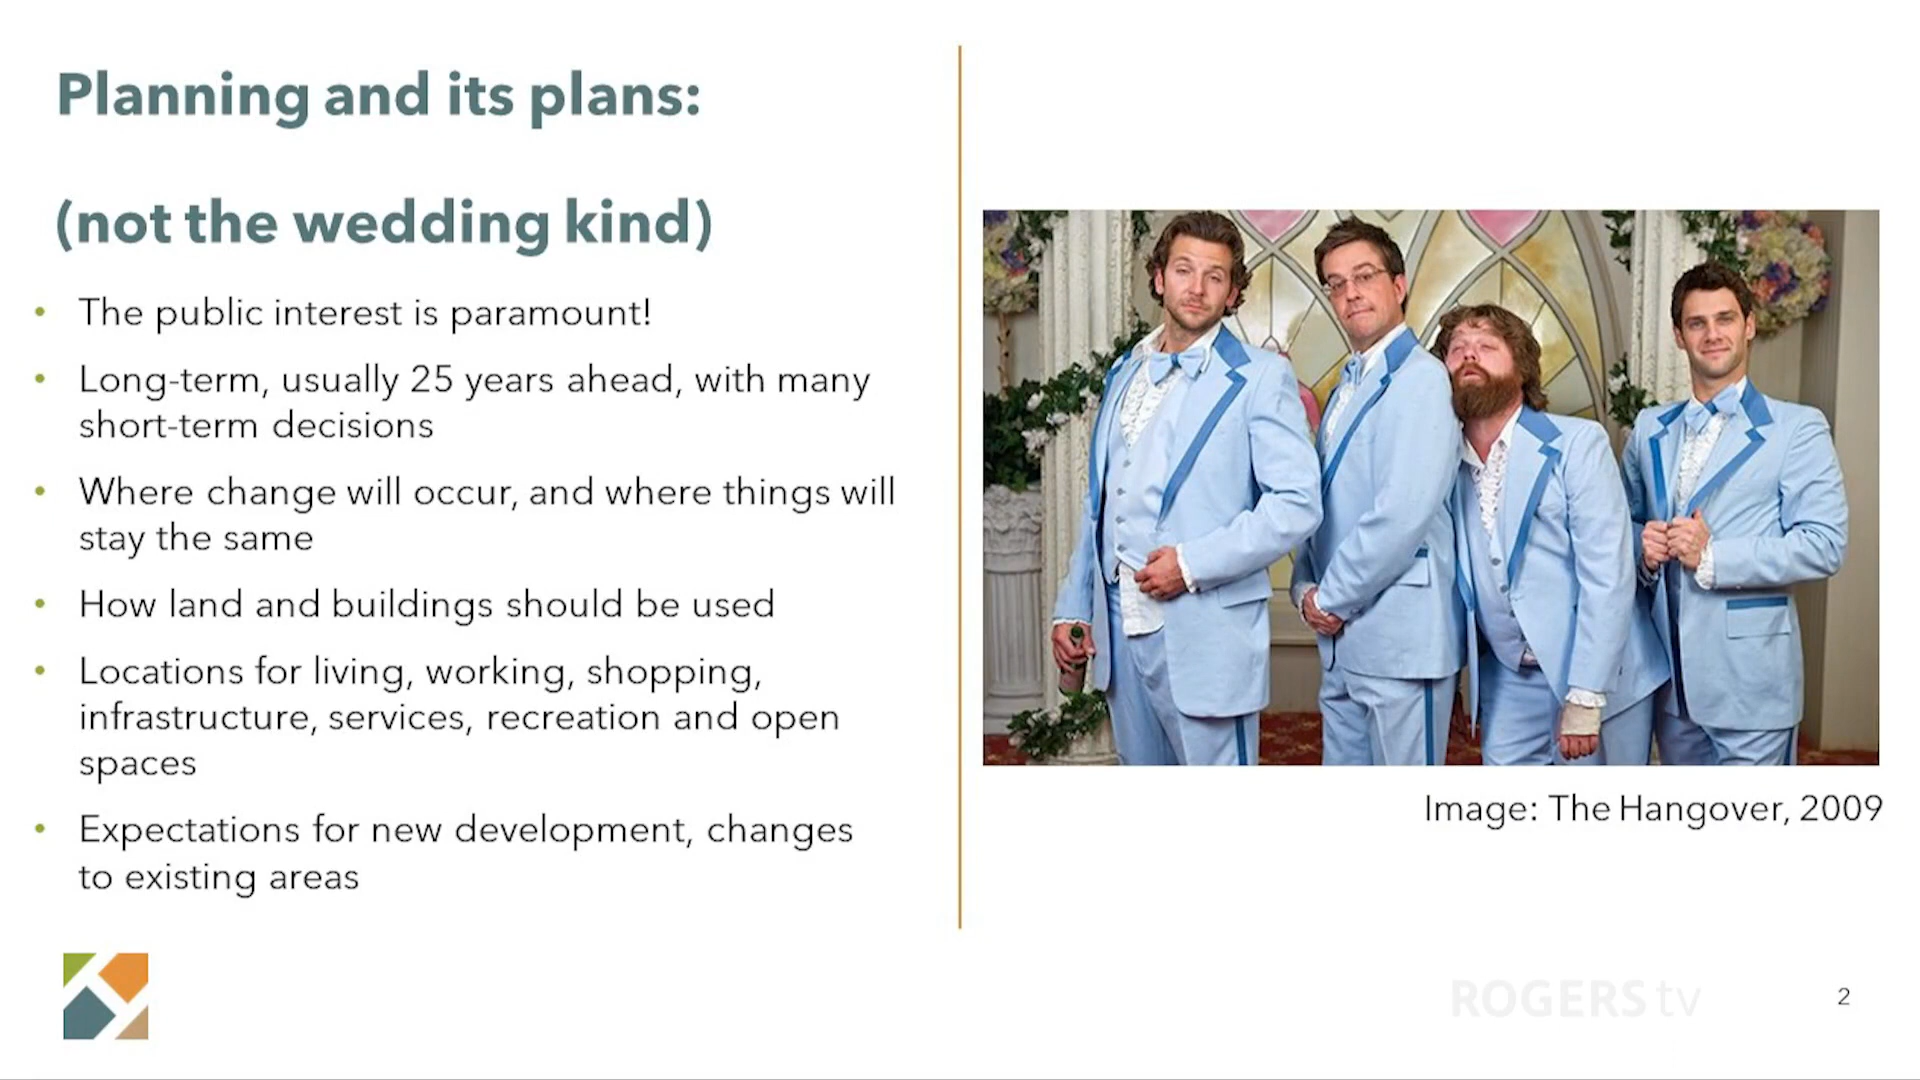 Planning and its plans:
(not the wedding kind)
• The public interest is paramount!
• Long-term, usually 25 years ahead, with many
short-term decisions
• Where change will occur, and where things will
stay the same
• How land and buildings should be used
• Locations for living, working, shopping,
infrastructure, services, recreation and open
spaces
• Expectations for new development, changes
to existing areas
Image: The Hangover, 2009
ROGERS tv
2